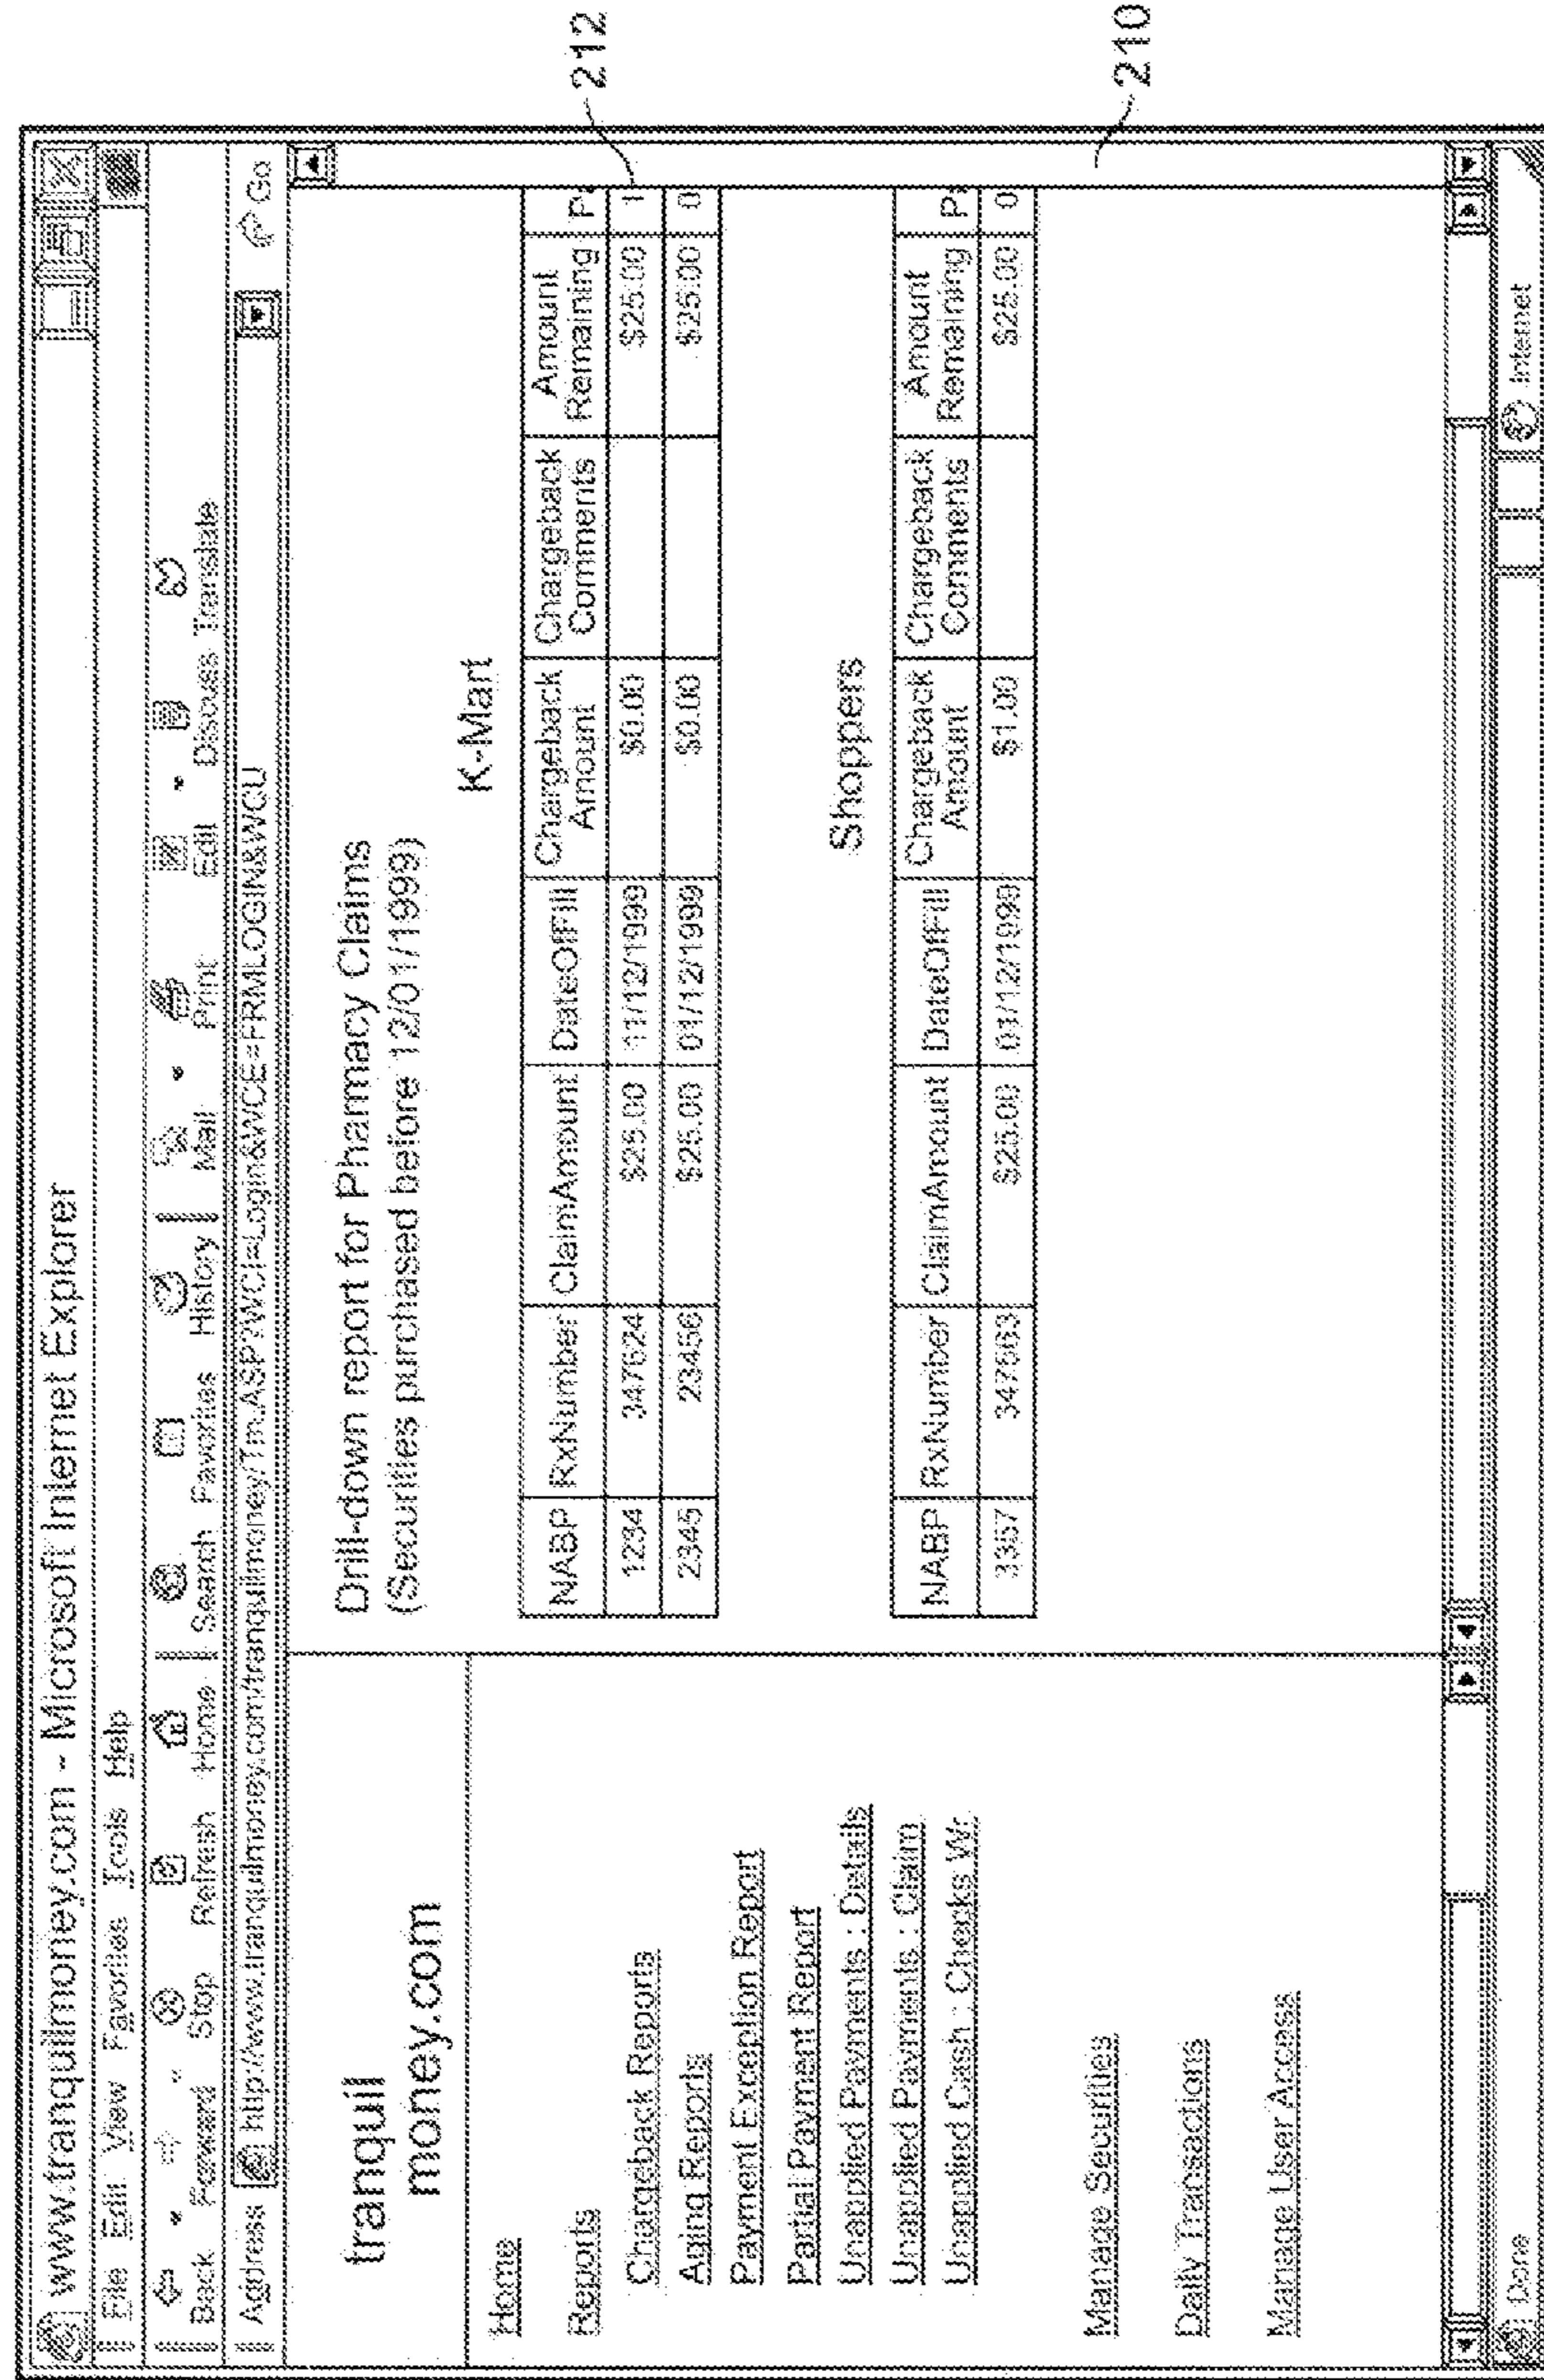 www.tranquilmoney.com - Microsoft Internet Explorer
File Edit View Favorites Tools Help
Back Forward Stop Refresh Home Search Favorites History Mail Print Edit Discuss Translate
Address http://www.tranquilmoney.com/tranquilmoney/Tm.ASP?WCI=Login&WCE=FRMLOGIN&WCU Go
tranquil
money.com
Home
Reports
Chargeback Reports
Aging Reports
Payment Exception Report
Partial Payment Report
Unapplied Payments : Details
Unapplied Payments : Claim
Unapplied Cash : Checks Wr
Manage Securities
Daily Transactions
Manage User Access
Drill-down report for Phamacy Claims
(Securities purchased before 12/01/1999)
K-Mart
NABP RxNumber ClaimAmount DateOfFill Chargeback Amount Chargeback Comments Amount Remaining
1234 347624 $25.00 11/12/1999 $0.00 $25.00 1
2345 23456 $25.00 01/12/1999 $0.00 $25.00 0
212
Shoppers
NABP RxNumber ClaimAmount DateOfFill Chargeback Amount Chargeback Comments Amount Remaining
$25.00 01/12/1999 $1.00 $25.00 0
210
Done Internet